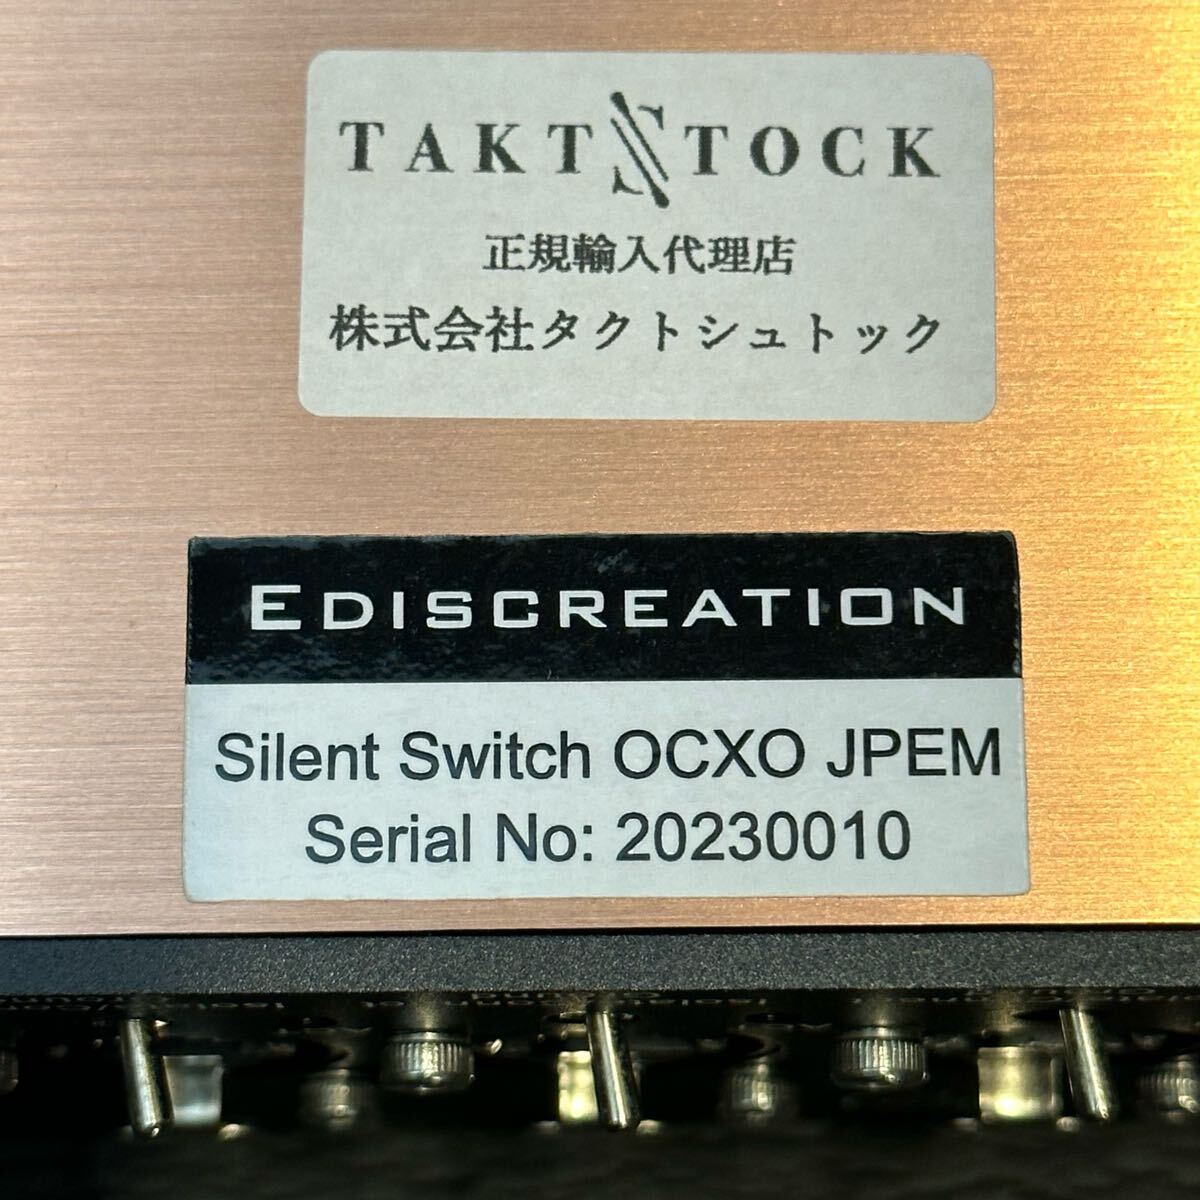 TAKTSTOCK
正規輸入代理店
株式会社タクトシュトック
EDISCREATION
Silent Switch OCXO JPEM
Serial No: 20230010